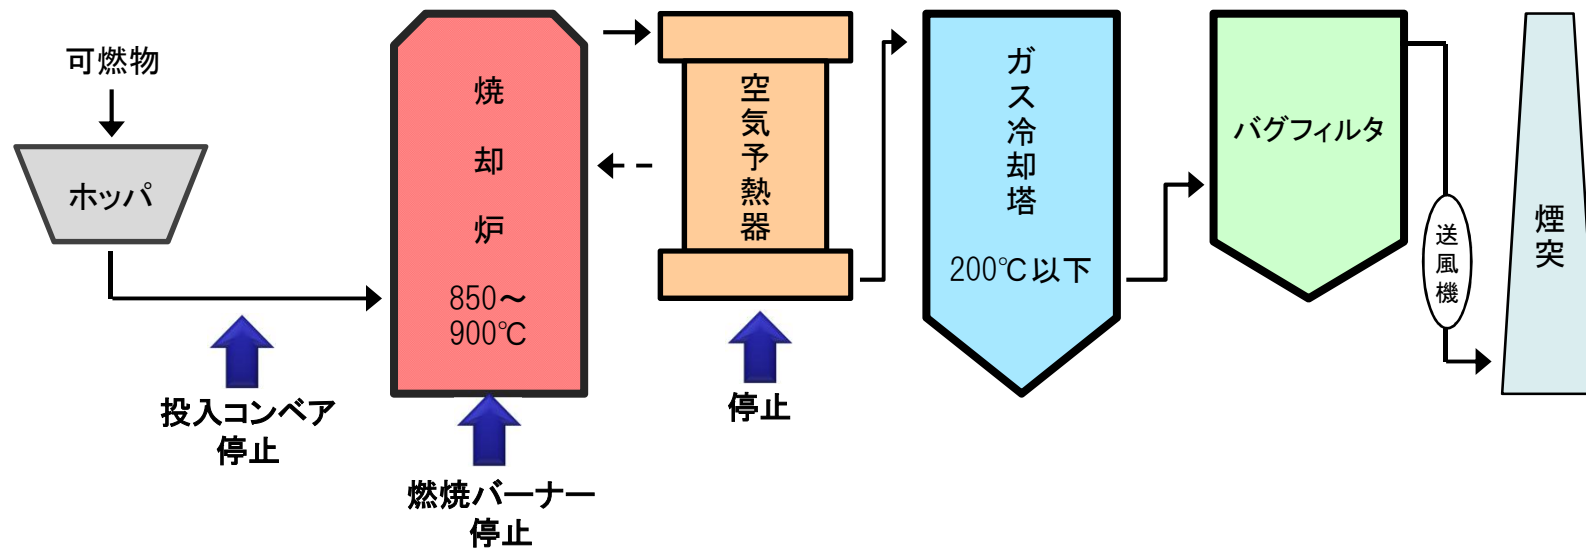 可燃物
ホッパ
投入コンベア
停止
焼却炉
850～
900℃
燃焼バーナー
停止
空気予熱器
停止
ガス冷却塔
200℃以下
バグフィルタ
送風機
煙突